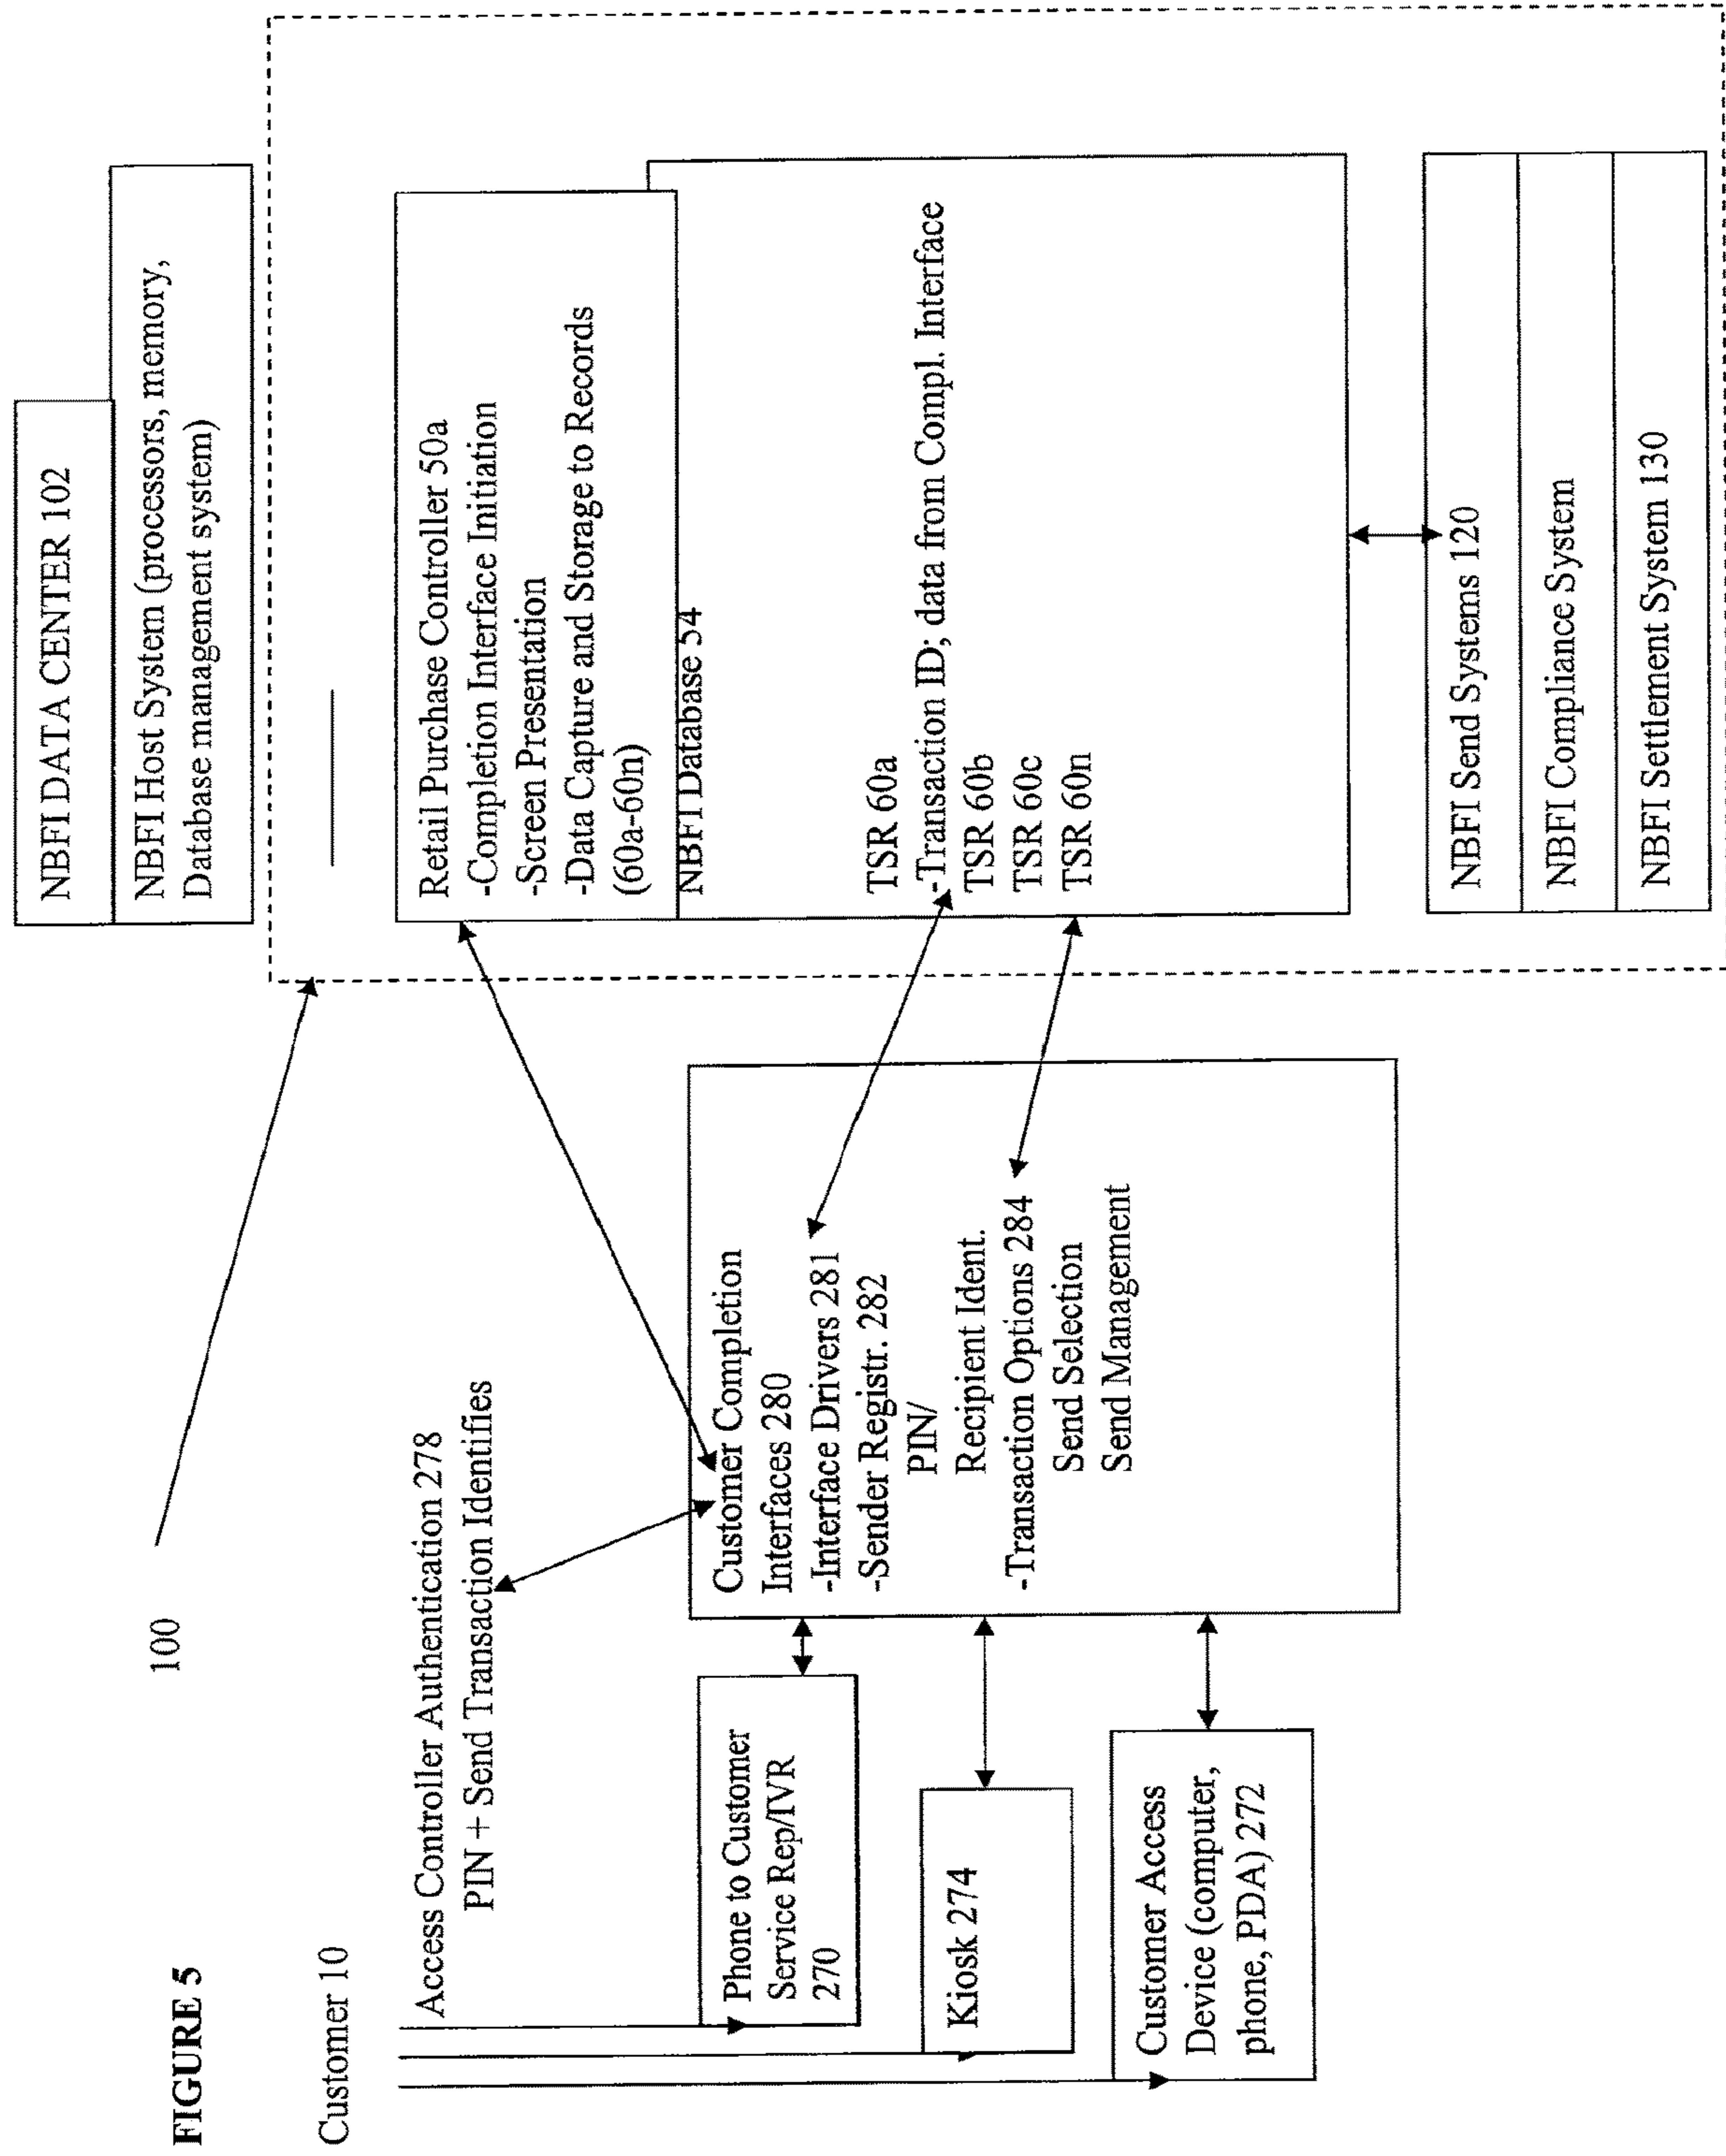 FIGURE 5
100
Customer 10
Access Controller Authentication 278
PIN + Send Transaction Identifies
Phone to Customer
Service Rep/IVR
270
Kiosk 274
Customer Access
Device (computer,
phone, PDA) 272
Customer Completion
Interfaces 280
-Interface Drivers 281
-Sender Registr. 282
PIN/
Recipient Ident.
-Transaction Options 284
Send Selection
Send Management
NBFI DATA CENTER 102
NBFI Host System (processors, memory,
Database management system)
Retail Purchase Controller 50a
-Completion Interface Initiation
-Screen Presentation
-Data Capture and Storage to Records
(60a-60n)
NBFI Database 54
TSR 60a
-Transaction ID; data from Compl. Interface
TSR 60b
TSR 60c
TSR 60n
NBFI Send Systems 120
NBFI Compliance System
NBFI Settlement System 130